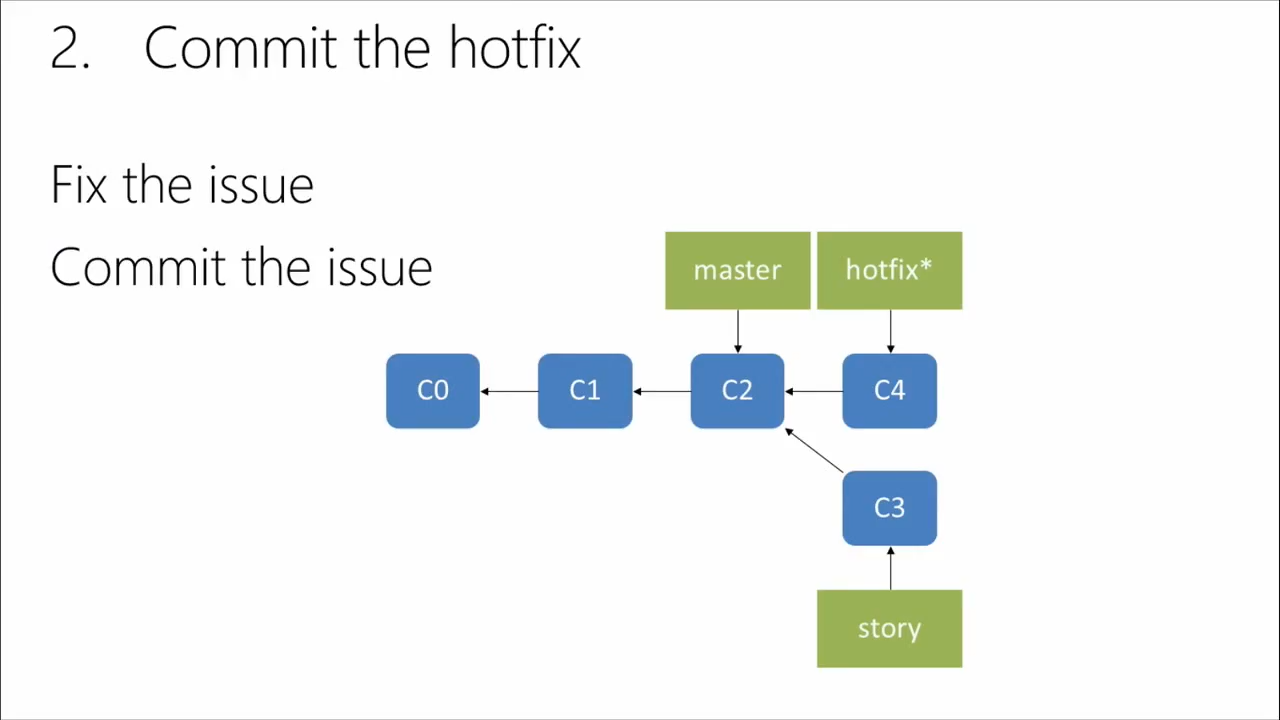 2. Commit the hotfix
Fix the issue
Commit the issue
master hotfix*
C0 C1 C2 C4
C3
story